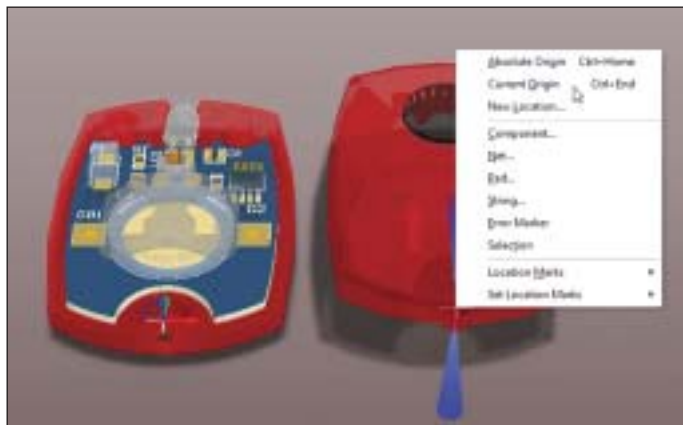 Absolute Origin Ctrl+Home
Current Origin Ctrl+End
New Location...
Component...
Net...
Pad...
String...
Error Marker
Selection
Location Marks
Set Location Marks